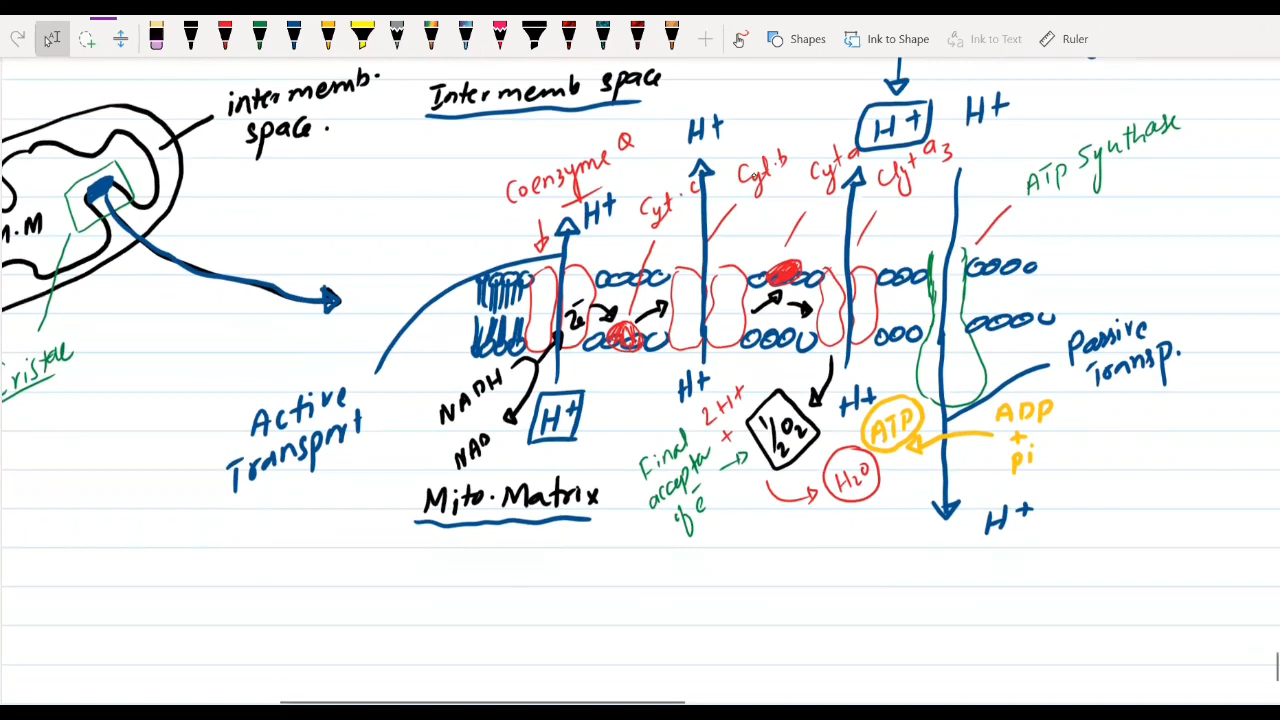 Shapes
Ink to Shape
Ink to Text
Ruler
intermemb.
space.
Intermemb space
H+
H+
H+
Coenzyme Q
H+
Cyt. c
Cyt. b
Cyt a
Cyt a3
ATP Synthase
M.M
2e-
Cristae
Active
Transport
NADH
NAD
H+
H+
2H+
+
1/2 O2
H+
Final
acceptor
of e-
H2O
ATP
ADP
+
pi
Passive
Transp.
Mito. Matrix
H+